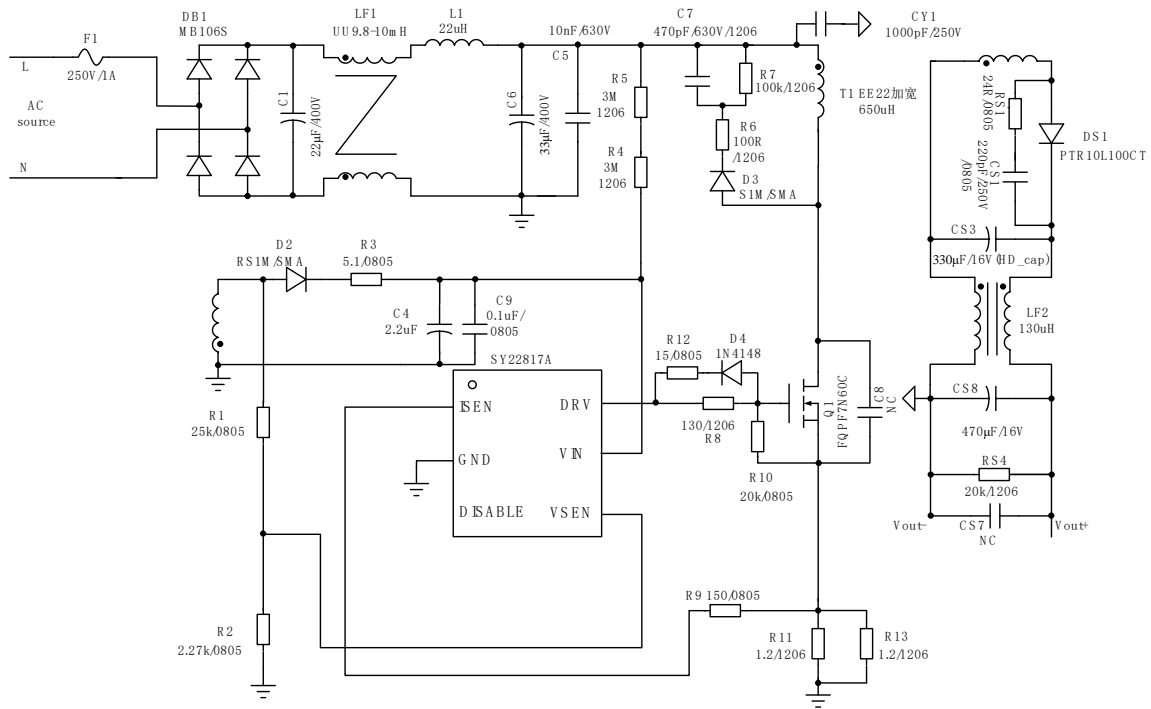 F1
L
250V/1A
AC
source
N
DB1
MB106S
C1
22μF/400V
LF1
UU9.8-10mH
L1
22uH
C6
33μF/400V
10nF/630V
C5
R5
3M
1206
R4
3M
1206
C7
470pF/630V/1206
R7
100k/1206
R6
100R
/1206
D3
S1M/SMA
CY1
1000pF/250V
T1 EE22加宽
650uH
RS1
24R/0805
CS1
220pF/250V
/0805
DS1
PTR10L100CT
CS3
330μF/16V(HD_cap)
LF2
130uH
CS8
470μF/16V
RS4
20k/1206
Vout-
CS7
NC
Vout+
D2
RS1M/SMA
R3
5.1/0805
C4
2.2uF
C9
0.1uF/
0805
SY22817A
ISEN
DRV
GND
VIN
DISABLE
VSEN
R12
15/0805
D4
1N4148
130/1206
R8
R10
20k/0805
Q1
FQPF7N60C
C8
NC
R1
25k/0805
R2
2.27k/0805
R9 150/0805
R11
1.2/1206
R13
1.2/1206